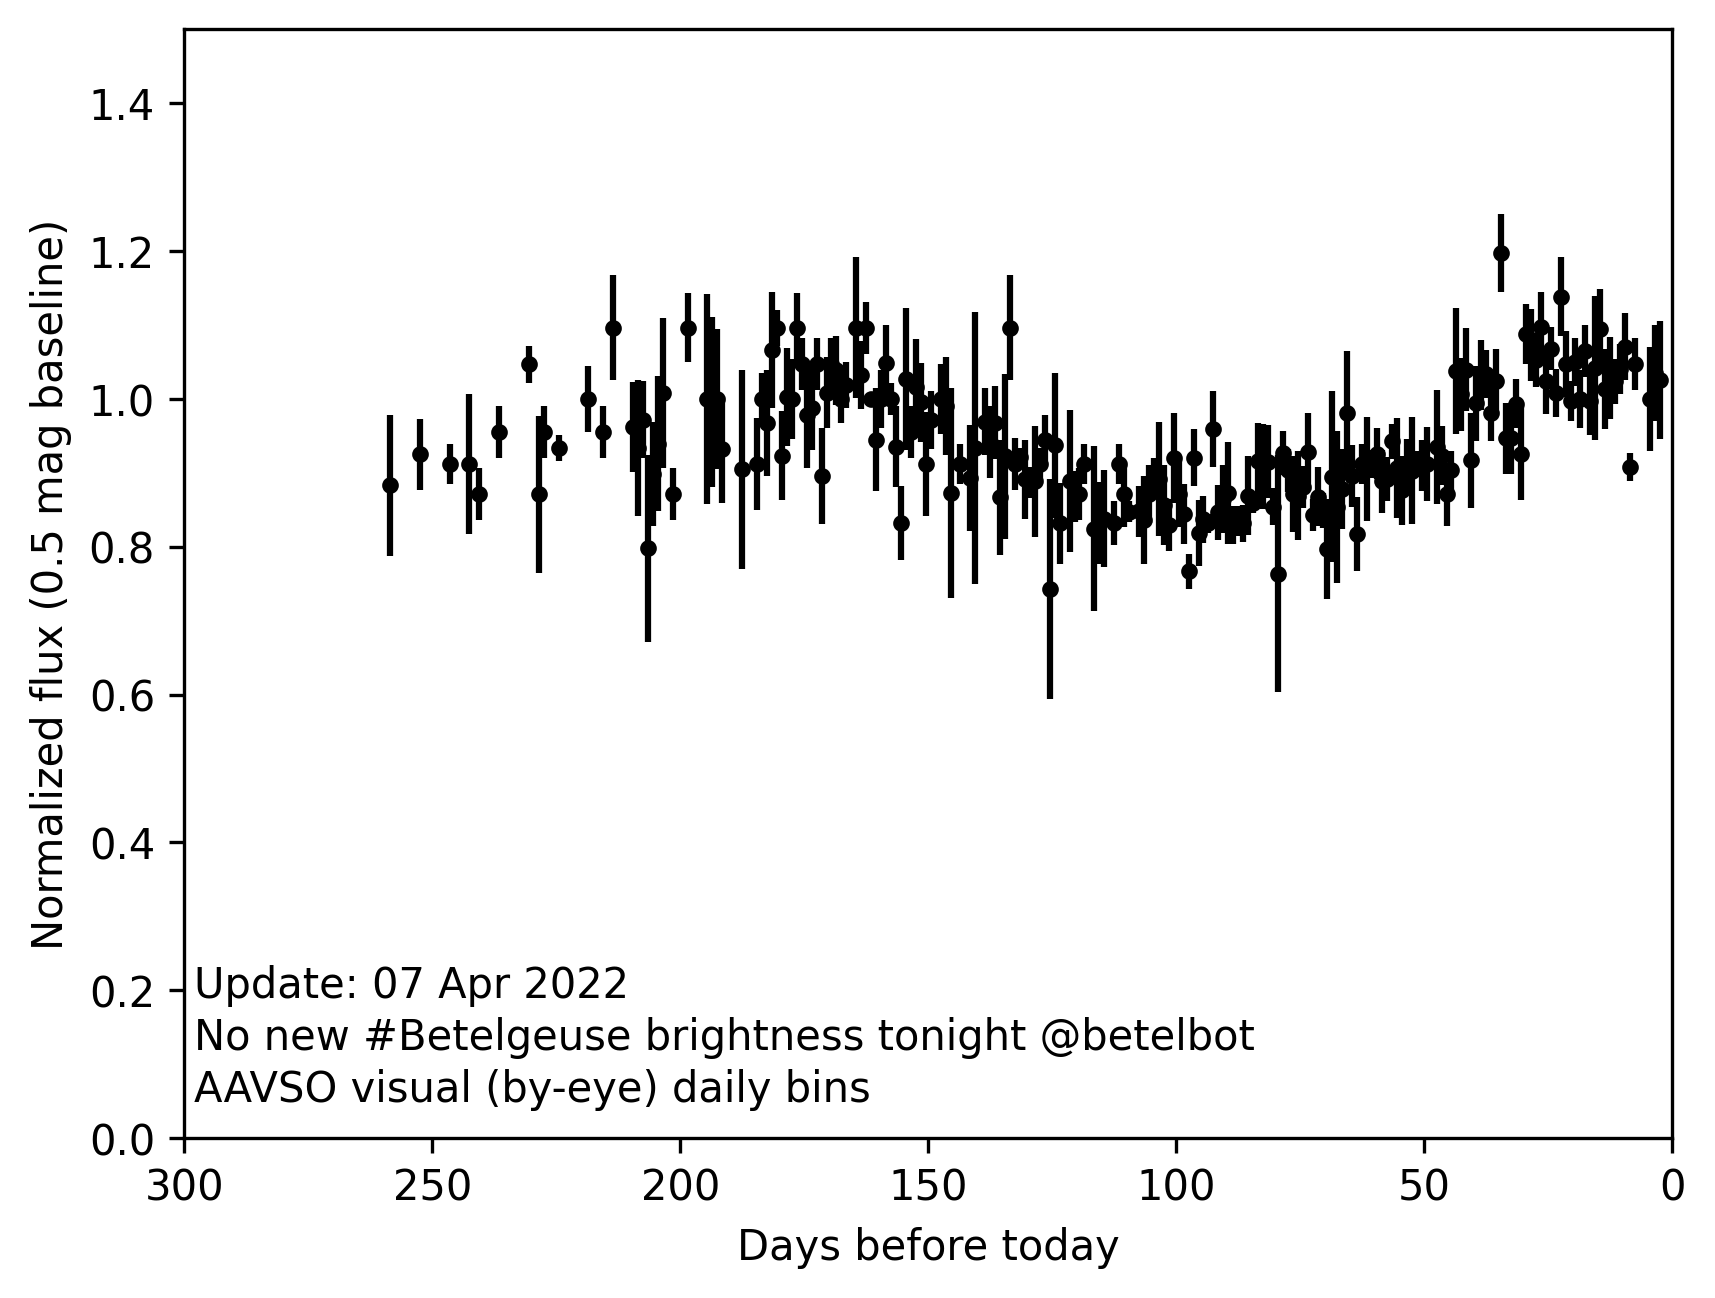 1.4
1.2
1.0
0.8
0.6
0.4
0.2
0.0
Normalized flux (0.5 mag baseline)
Update: 07 Apr 2022
No new #Betelgeuse brightness tonight @betelbot
AAVSO visual (by-eye) daily bins
300 250 200 150 100 50 0
Days before today